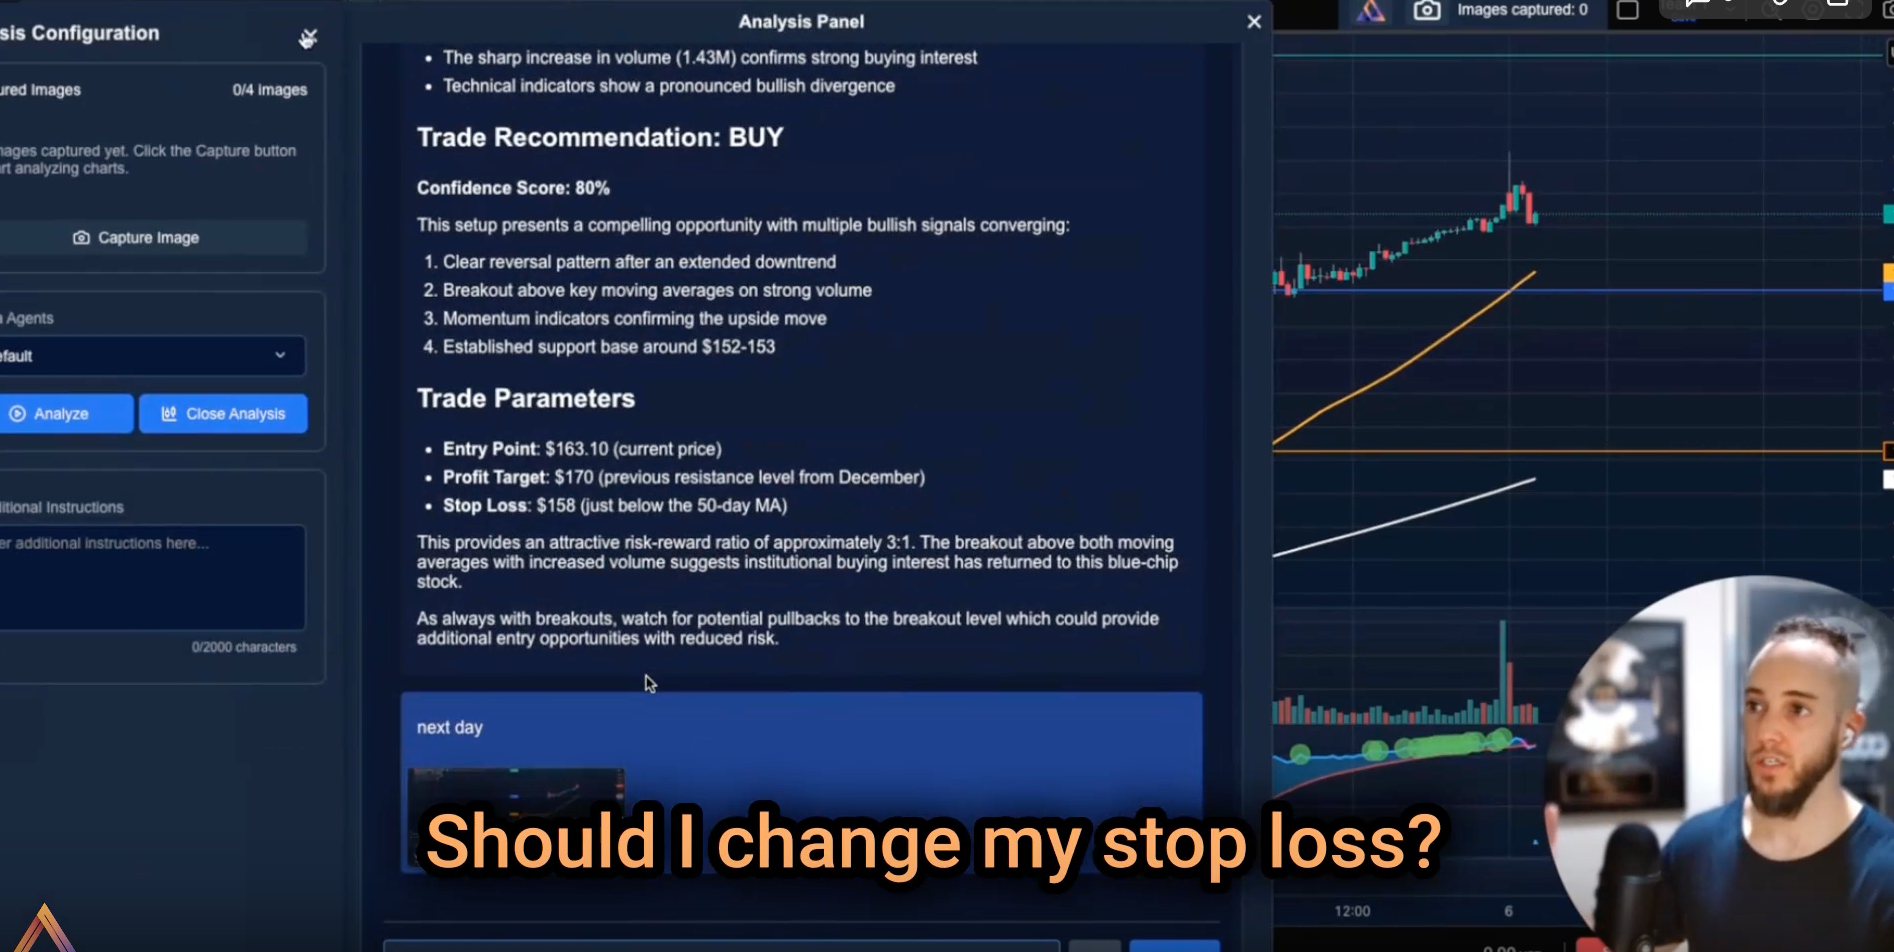 sis Configuration
ured Images
0/4 Images
nages captured yet. Click the Capture button
rt analyzing charts.
Capture Image
Agents
efault
Analyze
Close Analysis
itional Instructions
er additional instructions here...
0/2000 characters
Analysis Panel
• The sharp increase in volume (1.43M) confirms strong buying interest
• Technical indicators show a pronounced bullish divergence
Trade Recommendation: BUY
Confidence Score: 80%
This setup presents a compelling opportunity with multiple bullish signals converging:
1. Clear reversal pattern after an extended downtrend
2. Breakout above key moving averages on strong volume
3. Momentum indicators confirming the upside move
4. Established support base around $152-153
Trade Parameters
• Entry Point: $163.10 (current price)
• Profit Target: $170 (previous resistance level from December)
• Stop Loss: $158 (just below the 50-day MA)
This provides an attractive risk-reward ratio of approximately 3:1. The breakout above both moving
averages with increased volume suggests institutional buying interest has returned to this blue-chip
stock.
As always with breakouts, watch for potential pullbacks to the breakout level which could provide
additional entry opportunities with reduced risk.
next day
Should I change my stop loss?
Images captured: 0
12:00
6